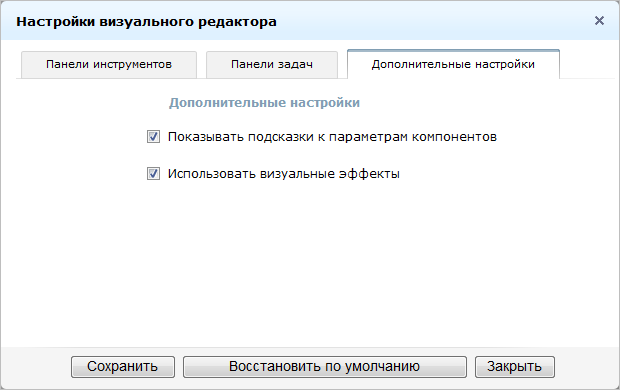 Настройки визуального редактора
Панели инструментов Панели задач Дополнительные настройки
Дополнительные настройки
Показывать подсказки к параметрам компонентов
Использовать визуальные эффекты
Сохранить Восстановить по умолчанию Закрыть